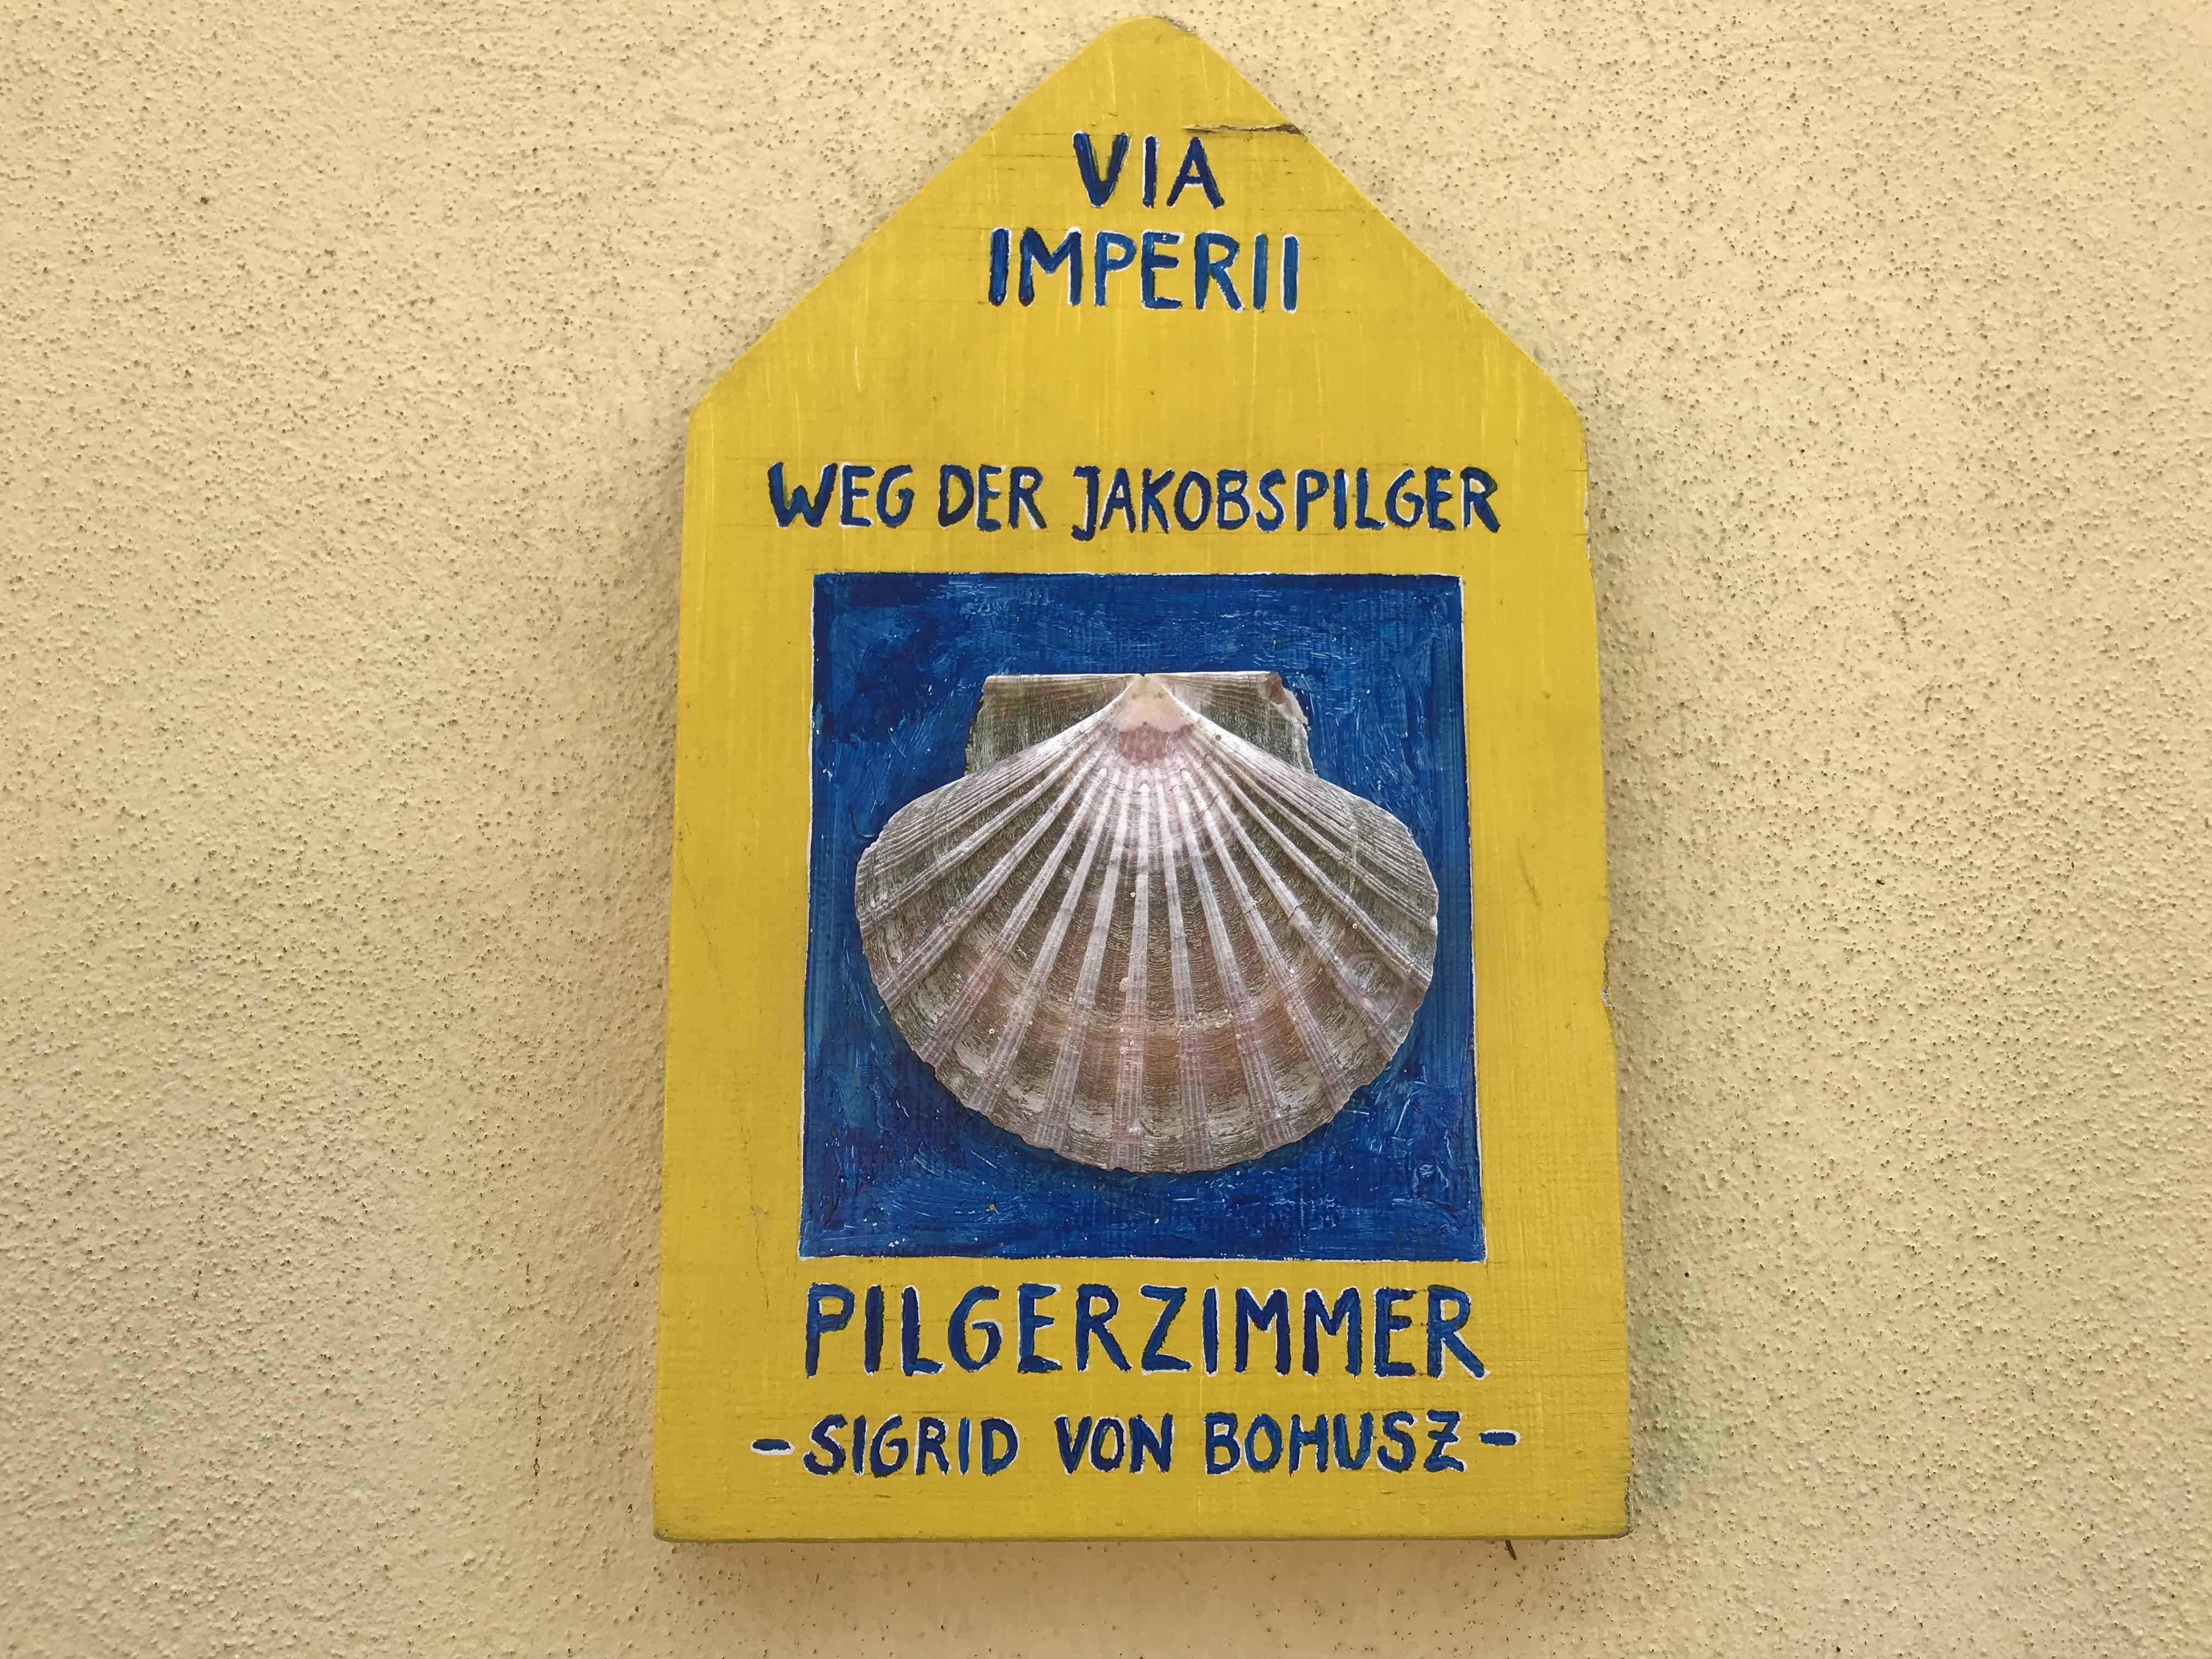 VIA
IMPERII
WEG DER JAKOBSPILGER
PILGERZIMMER
-SIGRID VON BOHUSZ-